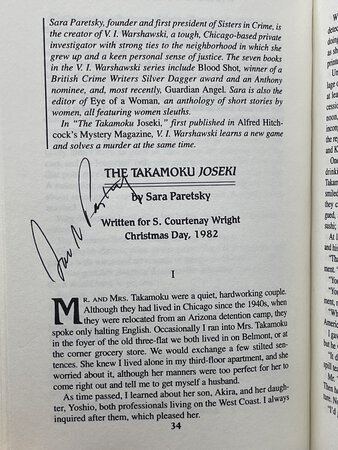 Sara Paretsky, founder and first president of Sisters in Crime, is
the creator of V. I. Warshawski, a tough, Chicago-based private
investigator with strong ties to the neighborhood in which she
grew up and a keen personal sense of justice. The seven books
in the V. I. Warshawski series include Blood Shot, winner of a
British Crime Writers Silver Dagger award and an Anthony
nominee, and, most recently, Guardian Angel. Sara is also the
editor of Eye of a Woman, an anthology of short stories by
women, all featuring women sleuths.
In "The Takamoku Joseki," first published in Alfred Hitch-
cock's Mystery Magazine, V. I. Warshawski learns a new game
and solves a murder at the same time.
THE TAKAMOKU JOSEKI
by Sara Paretsky
Sara Paretsky
Written for S. Courtenay Wright
Christmas Day, 1982
I
MR. AND MRS. Takamoku were a quiet, hardworking couple.
Although they had lived in Chicago since the 1940s, when
they were relocated from an Arizona detention camp, they
spoke only halting English. Occasionally I ran into Mrs. Takamoku
in the foyer of the old three-flat we both lived in on Belmont, or at
the corner grocery store. We would exchange a few stilted sen-
tences. She knew I lived alone in my third-floor apartment, and she
worried about it, although her manners were too perfect for her to
come right out and tell me to get myself a husband.
As time passed, I learned about her son, Akira, and her daugh-
ter, Yoshio, both professionals living on the West Coast. I always
inquired after them, which pleased her.
34